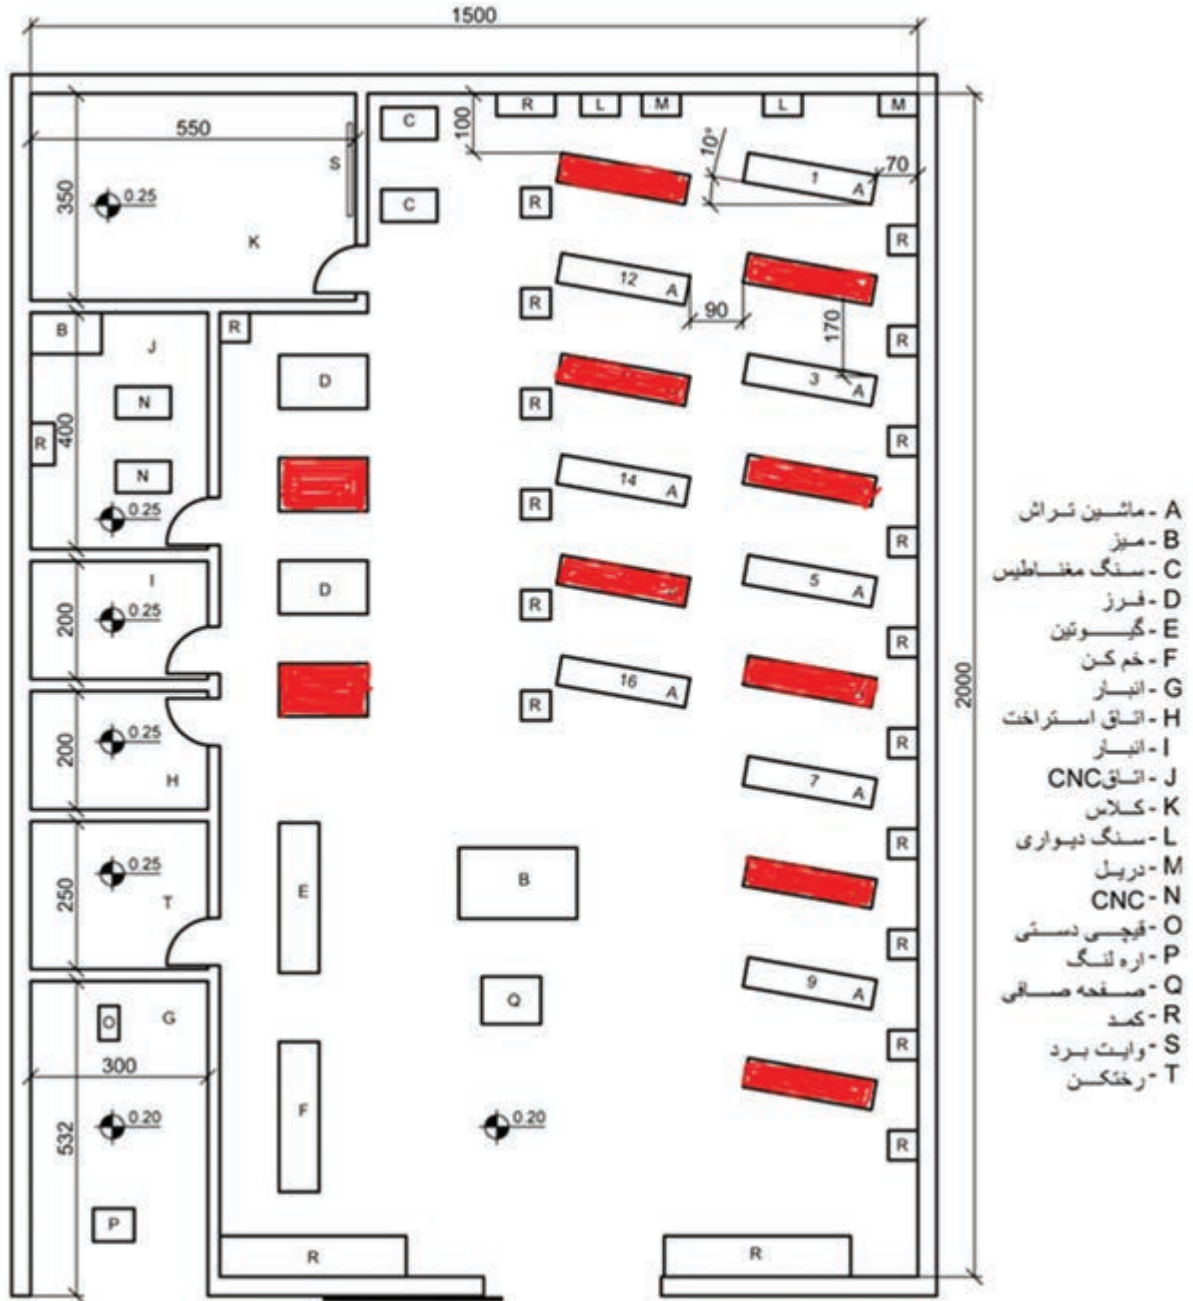 1500
R
L
M
L
M
C
100
10°
70
550
S
1
A
350
0.25
C
R
K
R
12
A
R
90
170
B
J
R
R
D
3
A
N
R
R
R
400
N
14
A
R
0.25
R
I
D
5
A
0.25
R
200
R
16
A
2000
R
0.25
R
200
H
7
A
R
0.25
250
T
E
B
R
9
A
Q
O
G
R
300
F
0.20
0.20
532
R
P
R
R
A - ماشین تراش
B - میز
C - سنگ مغناطیس
D - فرز
E - گیوتین
F - خم کن
G - انبار
H - اتاق استراحت
I - انبار
J - اتاق CNC
K - کلاس
L - سنگ دیواری
M - دریل
N - CNC
O - قیچی دستی
P - اره لنگ
Q - صفحه صافی
R - کمد
S - وایت برد
T - رختکن